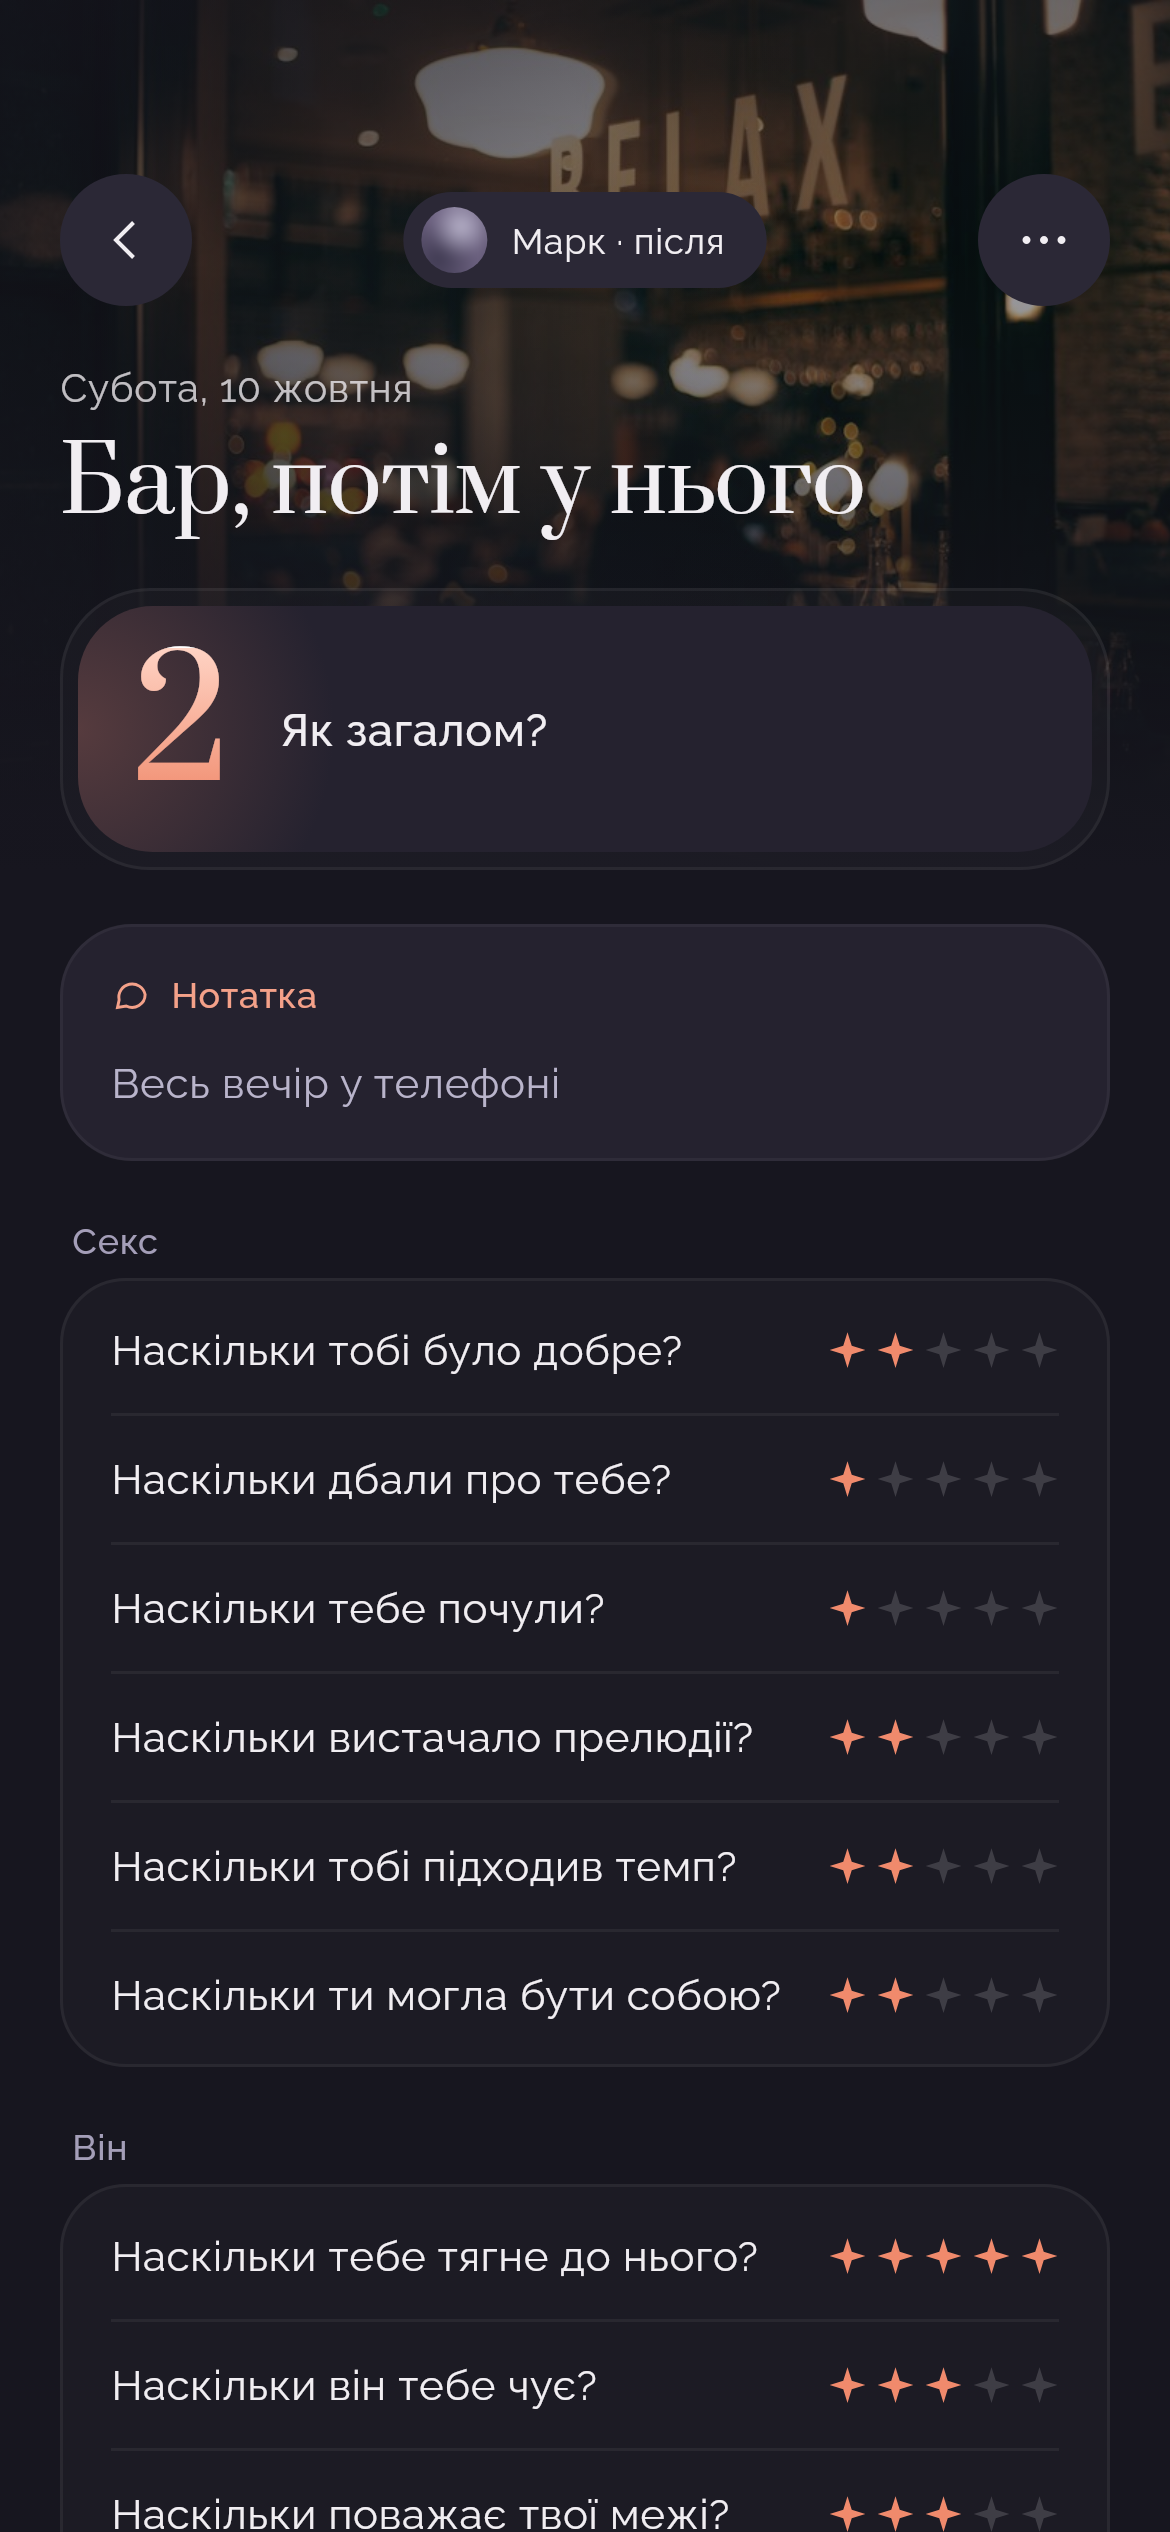 RELAX
Марк · після
Субота, 10 жовтня
Бар, потім у нього
2
Як загалом?
Нотатка
Весь вечір у телефоні
Секс
Наскільки тобі було добре?
Наскільки дбали про тебе?
Наскільки тебе почули?
Наскільки вистачало прелюдії?
Наскільки тобі підходив темп?
Наскільки ти могла бути собою?
Він
Наскільки тебе тягне до нього?
Наскільки він тебе чує?
Наскільки поважає твої межі?